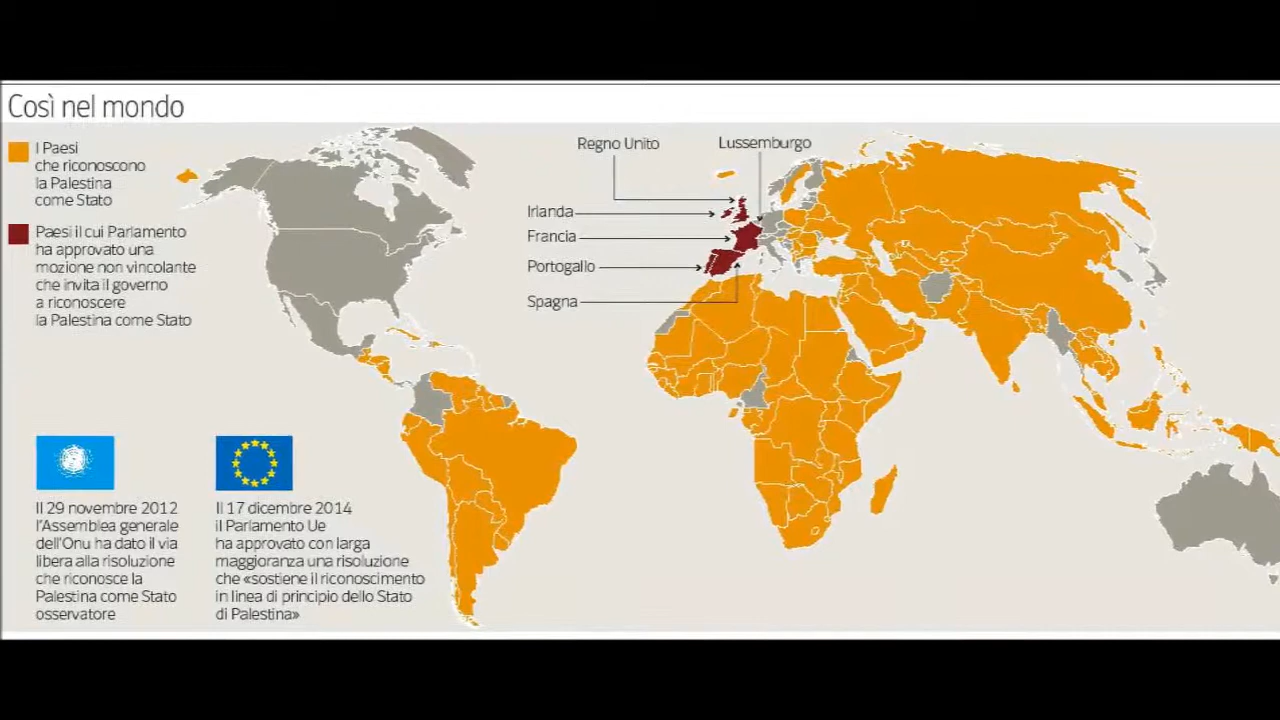 Così nel mondo
I Paesi
che riconoscono
la Palestina
come Stato
Paesi il cui Parlamento
ha approvato una
mozione non vincolante
che invita il governo
a riconoscere
la Palestina come Stato
Regno Unito
Lussemburgo
Irlanda
Francia
Portogallo
Spagna
Il 29 novembre 2012
l'Assemblea generale
dell'Onu ha dato il via
libera alla risoluzione
che riconosce la
Palestina come Stato
osservatore
Il 17 dicembre 2014
il Parlamento Ue
ha approvato con larga
maggioranza una risoluzione
che «sostiene il riconoscimento
in linea di principio dello Stato
di Palestina»